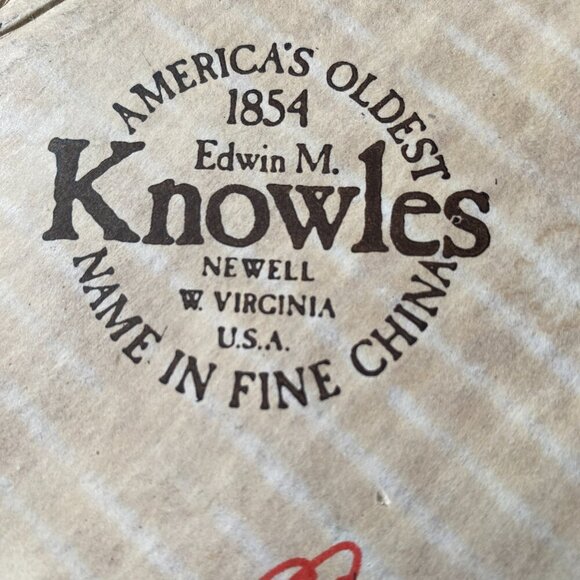 AMERICA'S OLDEST
1854
Edwin M.
Knowles
NEWELL
W. VIRGINIA
U.S.A.
NAME IN FINE CHINA